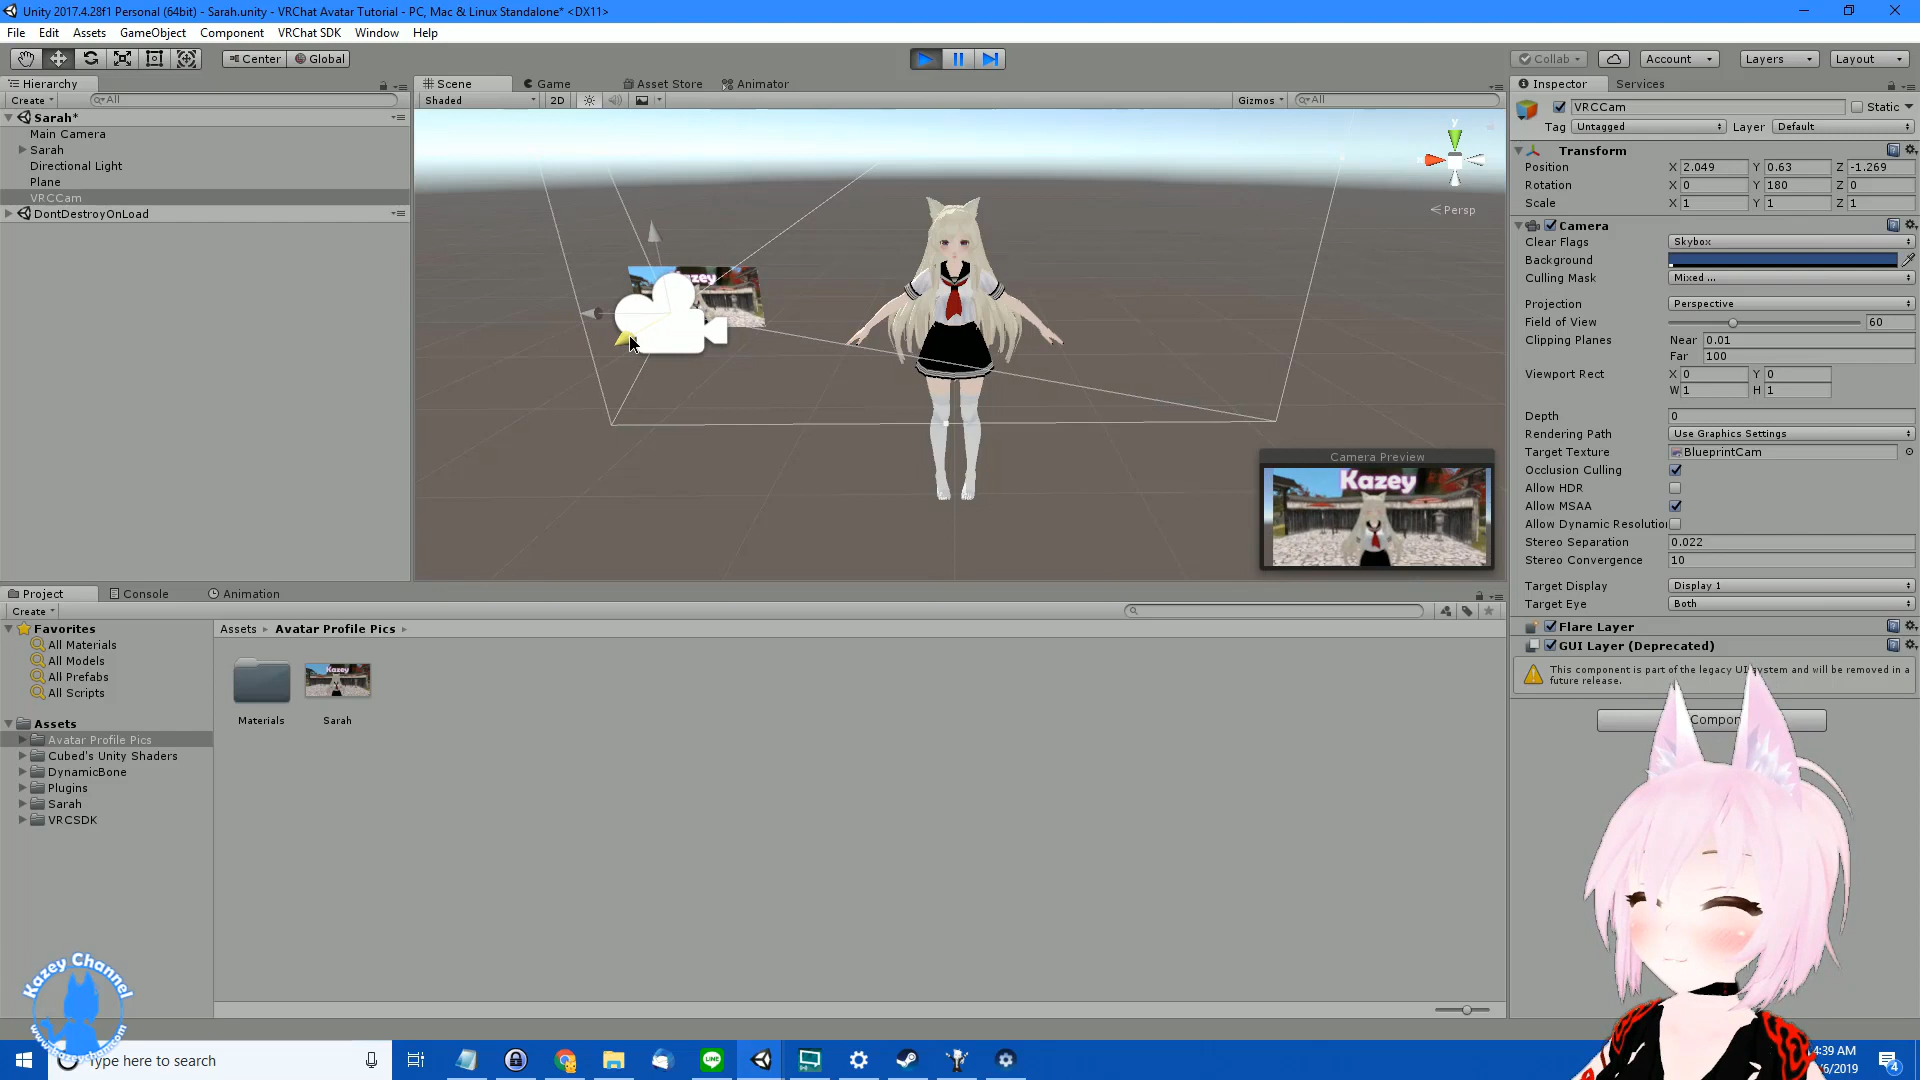 Unity 2017.4.28f1 Personal (64bit) - Sarah.unity - VRChat Avatar Tutorial - PC, Mac & Linux Standalone* <DX11>
File Edit Assets GameObject Component VRChat SDK Window Help
Center Global Collab Account Layers Layout
Hierarchy
Create All
Sarah*
Main Camera
Sarah
Directional Light
Plane
VRCCam
DontDestroyOnLoad
Scene Game Asset Store Animator
Shaded 2D Gizmos All
y
Persp
Camera Preview
Kazey
Inspector Services
VRCCam Static
Tag Untagged Layer Default
Transform
Position X 2.049 Y 0.63 Z -1.269
Rotation X 0 Y 180 Z 0
Scale X 1 Y 1 Z 1
Camera
Clear Flags Skybox
Background
Culling Mask Mixed ...
Projection Perspective
Field of View 60
Clipping Planes Near 0.01
Far 100
Viewport Rect X 0 Y 0
W 1 H 1
Depth 0
Rendering Path Use Graphics Settings
Target Texture BlueprintCam
Occlusion Culling
Allow HDR
Allow MSAA
Allow Dynamic Resolutio
Stereo Separation 0.022
Stereo Convergence 10
Target Display Display 1
Target Eye Both
Flare Layer
GUI Layer (Deprecated)
This component is part of the legacy UI system and will be removed in a
future release.
Project Console Animation
Create
Favorites
All Materials
All Models
All Prefabs
All Scripts
Assets
Avatar Profile Pics
Cubed's Unity Shaders
DynamicBone
Plugins
Sarah
VRCSDK
Assets Avatar Profile Pics
Materials Sarah
Kazey Channel
www.kazeychannel.com
Type here to search
LINE
4:39 AM
/6/2019
4